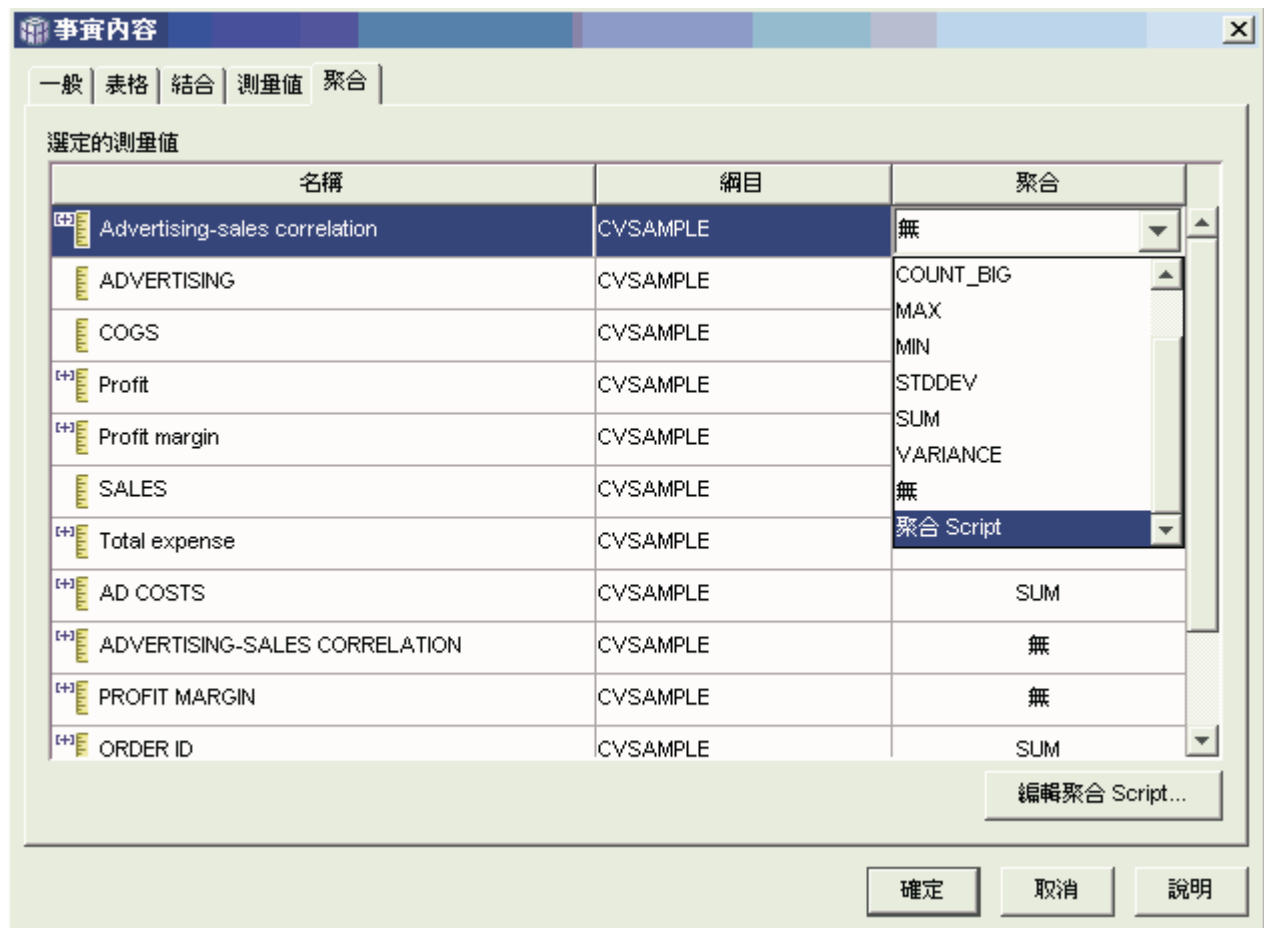 事實內容
一般 表格 結合 測量值 聚合
選定的測量值
名稱 綱目 聚合
Advertising-sales correlation CVSAMPLE 無
ADVERTISING CVSAMPLE COUNT_BIG
MAX
COGS CVSAMPLE MIN
Profit CVSAMPLE STDDEV
SUM
Profit margin CVSAMPLE VARIANCE
SALES CVSAMPLE 無
Total expense CVSAMPLE 聚合 Script
AD COSTS CVSAMPLE SUM
ADVERTISING-SALES CORRELATION CVSAMPLE 無
PROFIT MARGIN CVSAMPLE 無
ORDER ID CVSAMPLE SUM
編輯聚合 Script...
確定 取消 說明